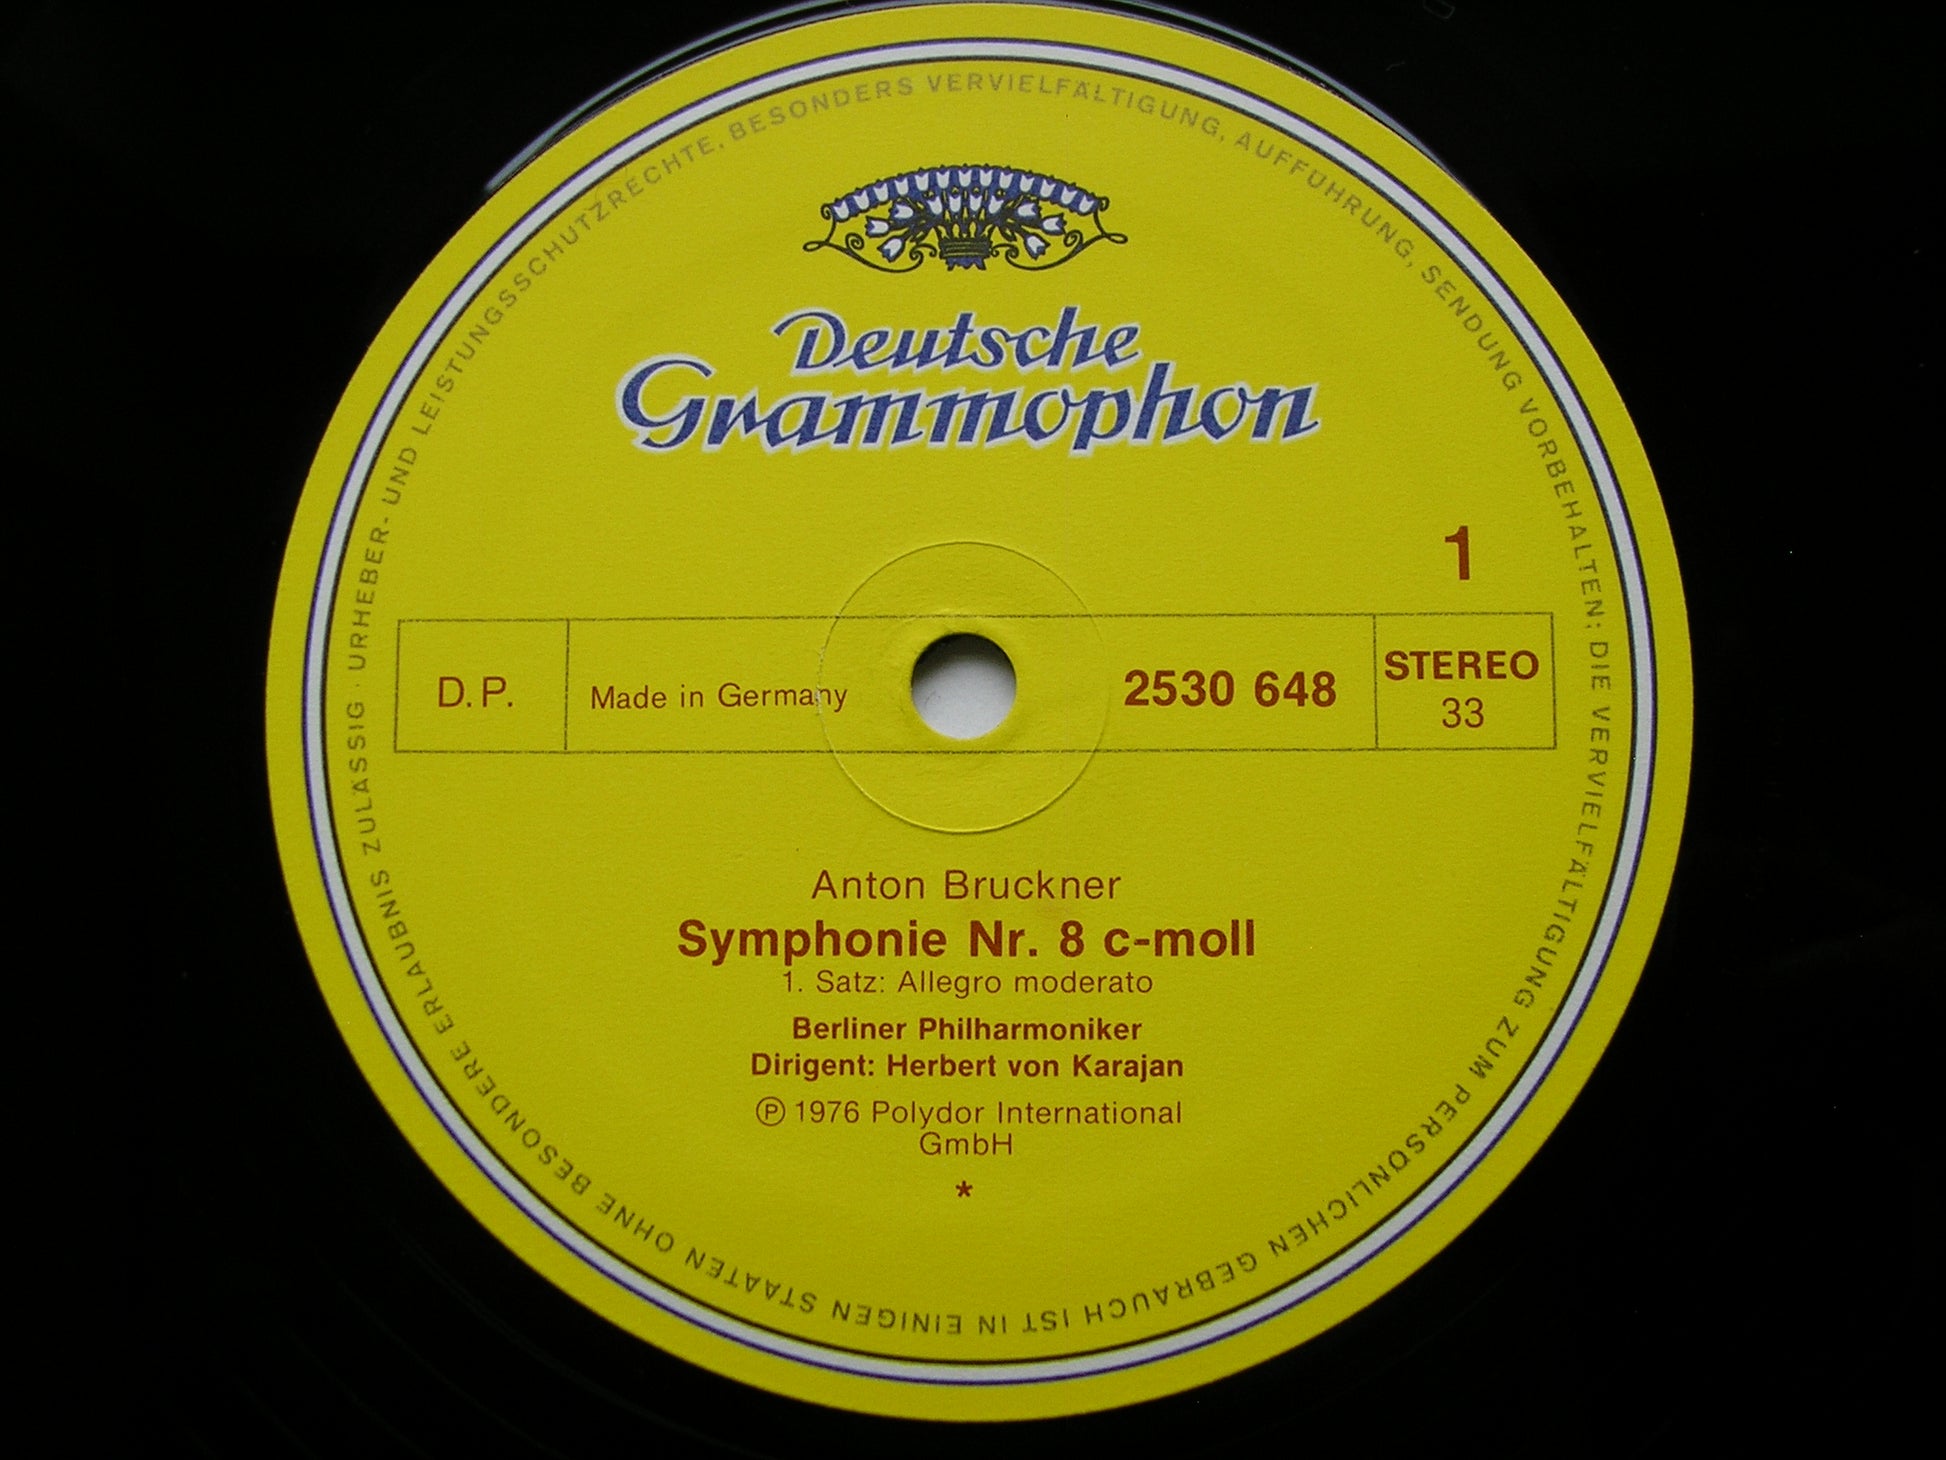 Deutsche
Grammophon
1
D.P.
Made in Germany
2530 648
STEREO
33
Anton Bruckner
Symphonie Nr. 8 c-moll
1. Satz: Allegro moderato
Berliner Philharmoniker
Dirigent: Herbert von Karajan
℗ 1976 Polydor International
GmbH
*
URHEBER- UND LEISTUNGSSCHUTZRECHTE, BESONDERS VERVIELFÄLTIGUNG, AUFFÜHRUNG, SENDUNG VORBEHALTEN; DIE VERVIELFÄLTIGUNG ZUM PERSÖNLICHEN GEBRAUCH IST IN EINIGEN STAATEN OHNE BESONDERE ERLAUBNIS ZULÄSSIG ·